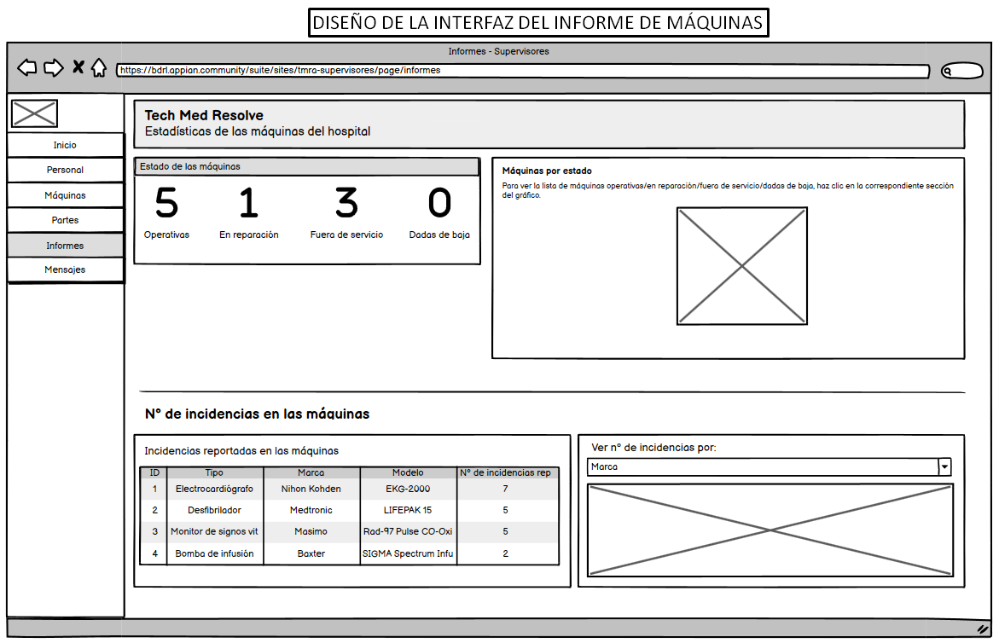 DISEÑO DE LA INTERFAZ DEL INFORME DE MÁQUINAS
Informes - Supervisores
https://bdrl.appian.community/suite/sites/tmra-supervisores/page/informes
Inicio
Personal
Máquinas
Partes
Informes
Mensajes
Tech Med Resolve
Estadísticas de las máquinas del hospital
Estado de las máquinas
5 1 3 0
Operativas En reparación Fuera de servicio Dadas de baja
Máquinas por estado
Para ver la lista de máquinas operativas/en reparación/fuera de servicio/dadas de baja, haz clic en la correspondiente sección
del gráfico.
Nº de incidencias en las máquinas
Incidencias reportadas en las máquinas
ID Tipo Marca Modelo Nº de incidencias rep
1 Electrocardiógrafo Nihon Kohden EKG-2000 7
2 Desfibrilador Medtronic LIFEPAK 15 5
3 Monitor de signos vit Masimo Rad-97 Pulse CO-Oxi 5
4 Bomba de infusión Baxter SIGMA Spectrum Infu 2
Ver nº de incidencias por:
Marca